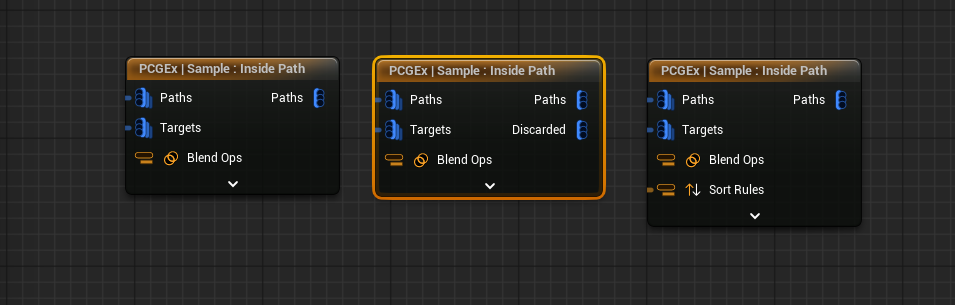 PCGEx | Sample : Inside Path
Paths Paths
Targets
Blend Ops
PCGEx | Sample : Inside Path
Paths Paths
Targets Discarded
Blend Ops
PCGEx | Sample : Inside Path
Paths Paths
Targets
Blend Ops
Sort Rules